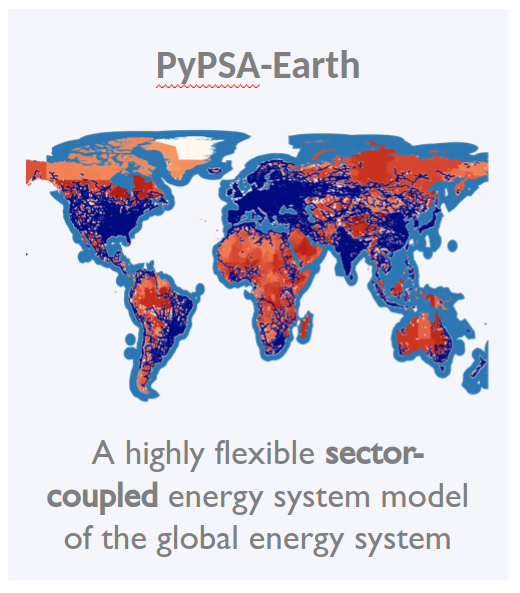 PyPSA-Earth
A highly flexible sector-
coupled energy system model
of the global energy system